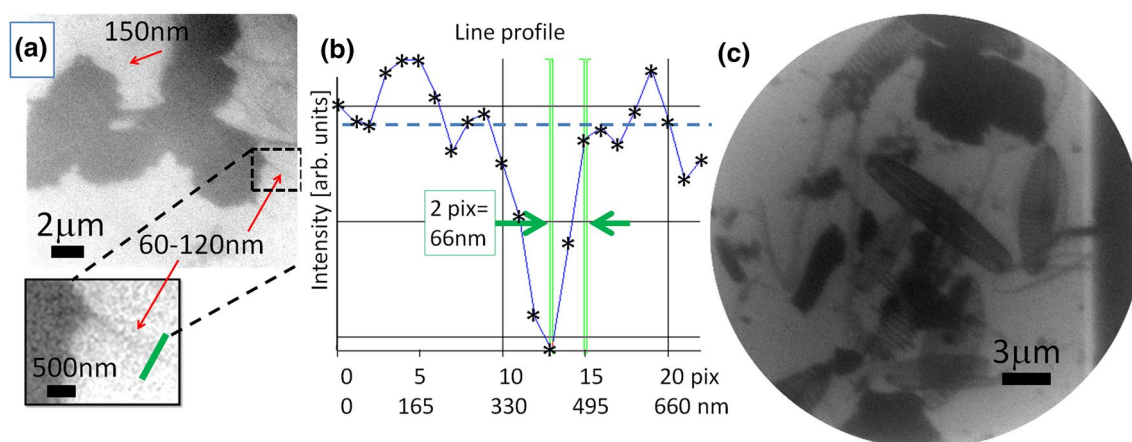 (a)
150nm
2μm
60-120nm
500nm
(b)
Line profile
Intensity [arb. units]
2 pix=
66nm
0 5 10 15 20 pix
0 165 330 495 660 nm
(c)
3μm